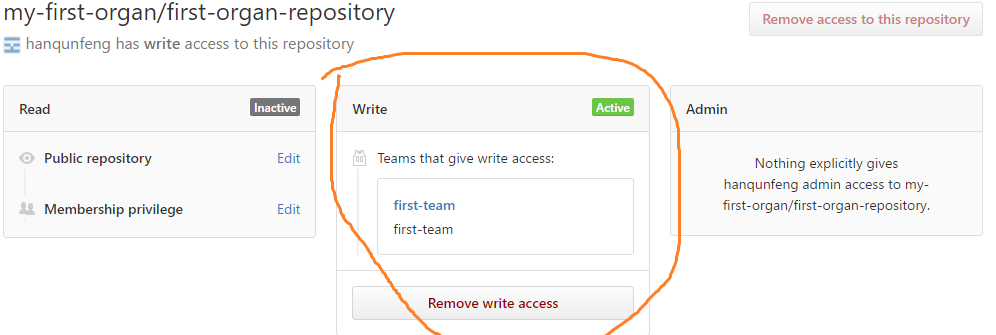 my-first-organ/first-organ-repository
Remove access to this repository
hanqunfeng has write access to this repository
Read
Inactive
Public repository
Edit
Membership privilege
Edit
Write
Active
Teams that give write access:
first-team
first-team
Remove write access
Admin
Nothing explicitly gives
hanqunfeng admin access to my-
first-organ/first-organ-repository.